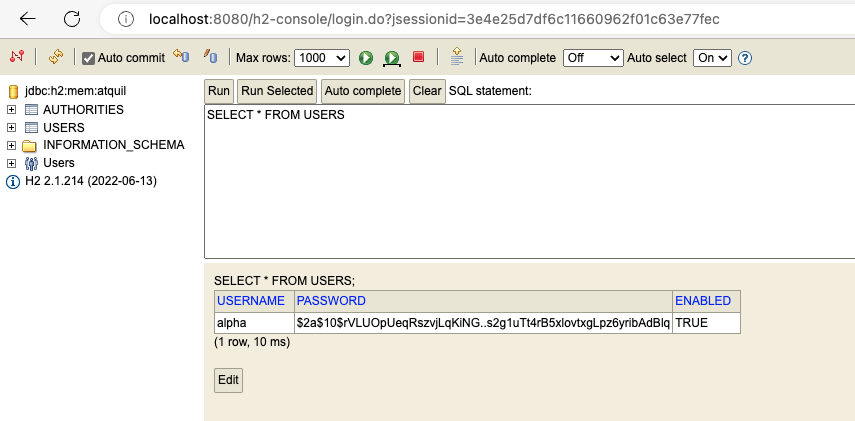 localhost:8080/h2-console/login.do?jsessionid=3e4e25d7df6c11660962f01c63e77fec
Auto commit Max rows: 1000 Auto complete Off Auto select On
jdbc:h2:mem:atquil
AUTHORITIES
USERS
INFORMATION_SCHEMA
Users
H2 2.1.214 (2022-06-13)
Run Run Selected Auto complete Clear SQL statement:
SELECT * FROM USERS
SELECT * FROM USERS;
USERNAME PASSWORD ENABLED
alpha $2a$10$rVLUOpUeqRszvjLqKiNG..s2g1uTt4rB5xlovtxgLpz6yribAdBlq TRUE
(1 row, 10 ms)
Edit